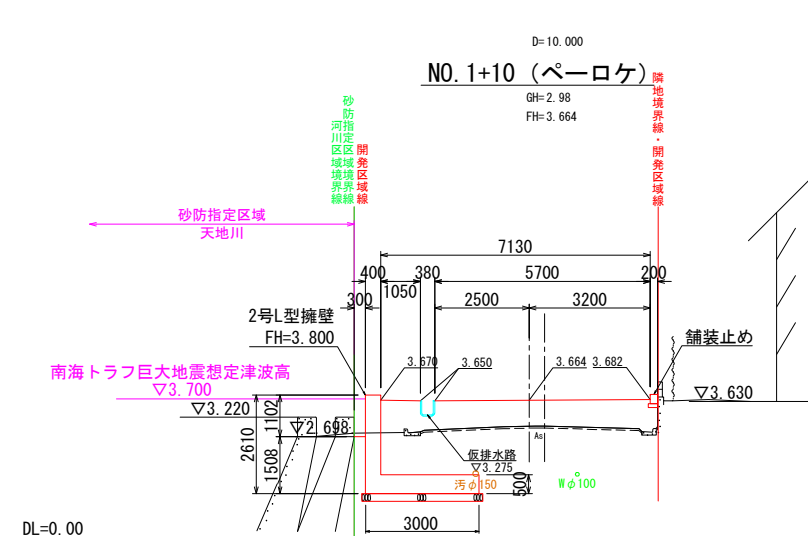 D=10.000
NO.1+10 (ペーロケ)
GH=2.98
FH=3.664
隣地境界線・開発区域線
砂防指定区域境界線
河川区域境界線
開発区域線
砂防指定区域
天地川
7130
400
380
5700
200
1050
300
2500
3200
2号L型擁壁
FH=3.800
3.670
3.650
3.664
3.682
舗装止め
南海トラフ巨大地震想定津波高
▽3.700
▽3.630
▽3.220
1102
▽2.698
2610
1508
As
仮排水路
▽3.275
汚φ150
500
Wφ100
3000
DL=0.00